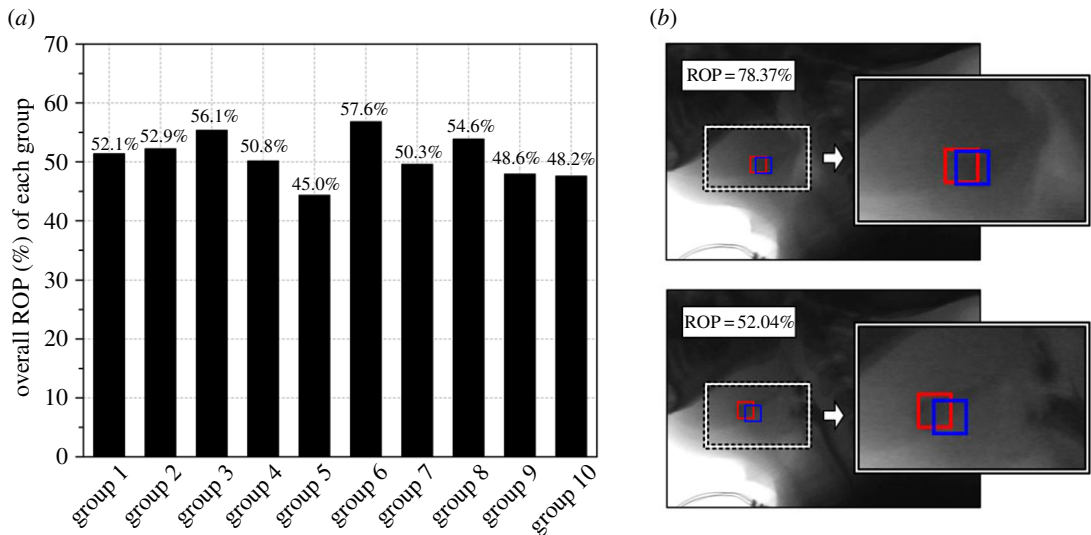 (a)
overall ROP (%) of each group
70
60
50
40
30
20
10
0
52.1%
52.9%
56.1%
50.8%
45.0%
57.6%
50.3%
54.6%
48.6%
48.2%
group 1
group 2
group 3
group 4
group 5
group 6
group 7
group 8
group 9
group 10
(b)
ROP = 78.37%
ROP = 52.04%